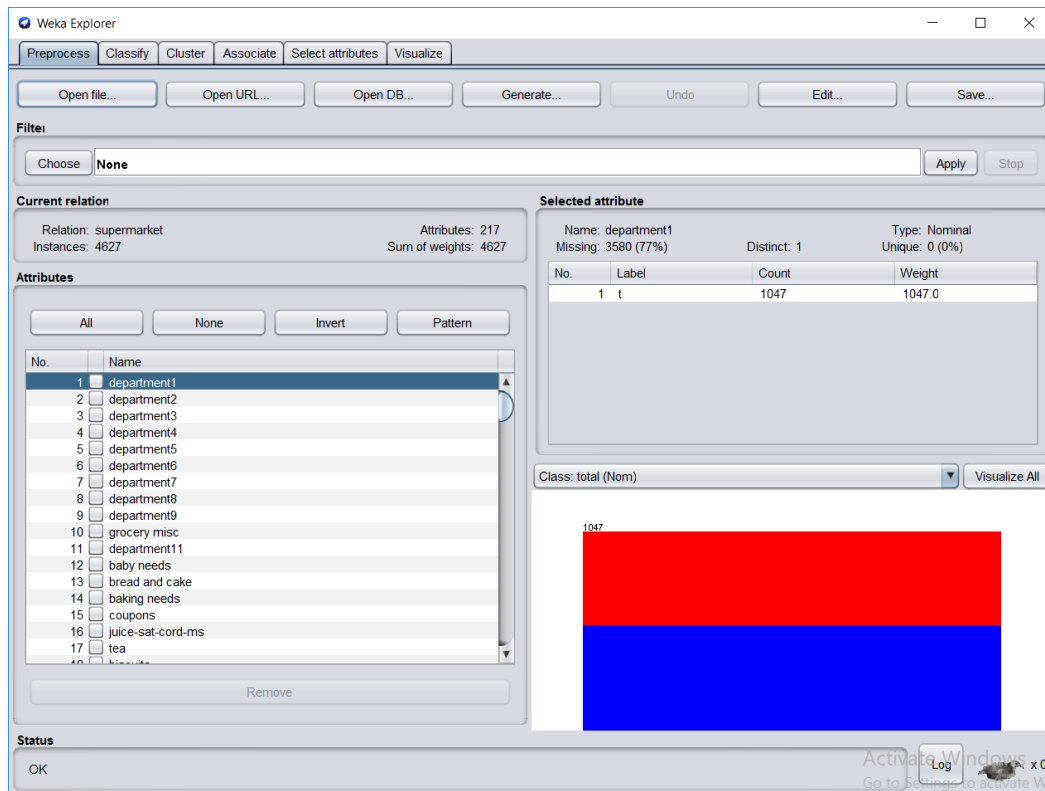 Weka Explorer
Preprocess Classify Cluster Associate Select attributes Visualize
Open file... Open URL... Open DB... Generate... Undo Edit... Save...
Filter
Choose None Apply Stop
Current relation
Relation: supermarket Attributes: 217
Instances: 4627 Sum of weights: 4627
Selected attribute
Name: department1 Type: Nominal
Missing: 3580 (77%) Distinct: 1 Unique: 0 (0%)
No. Label Count Weight
1 t 1047 1047.0
Attributes
All None Invert Pattern
No. Name
1 department1
2 department2
3 department3
4 department4
5 department5
6 department6
7 department7
8 department8
9 department9
10 grocery misc
11 department11
12 baby needs
13 bread and cake
14 baking needs
15 coupons
16 juice-sat-cord-ms
17 tea
18 biscuits
Remove
Class: total (Nom) Visualize All
1047
Status
OK
Log x 0
Activate Windows
Go to Settings to activate W